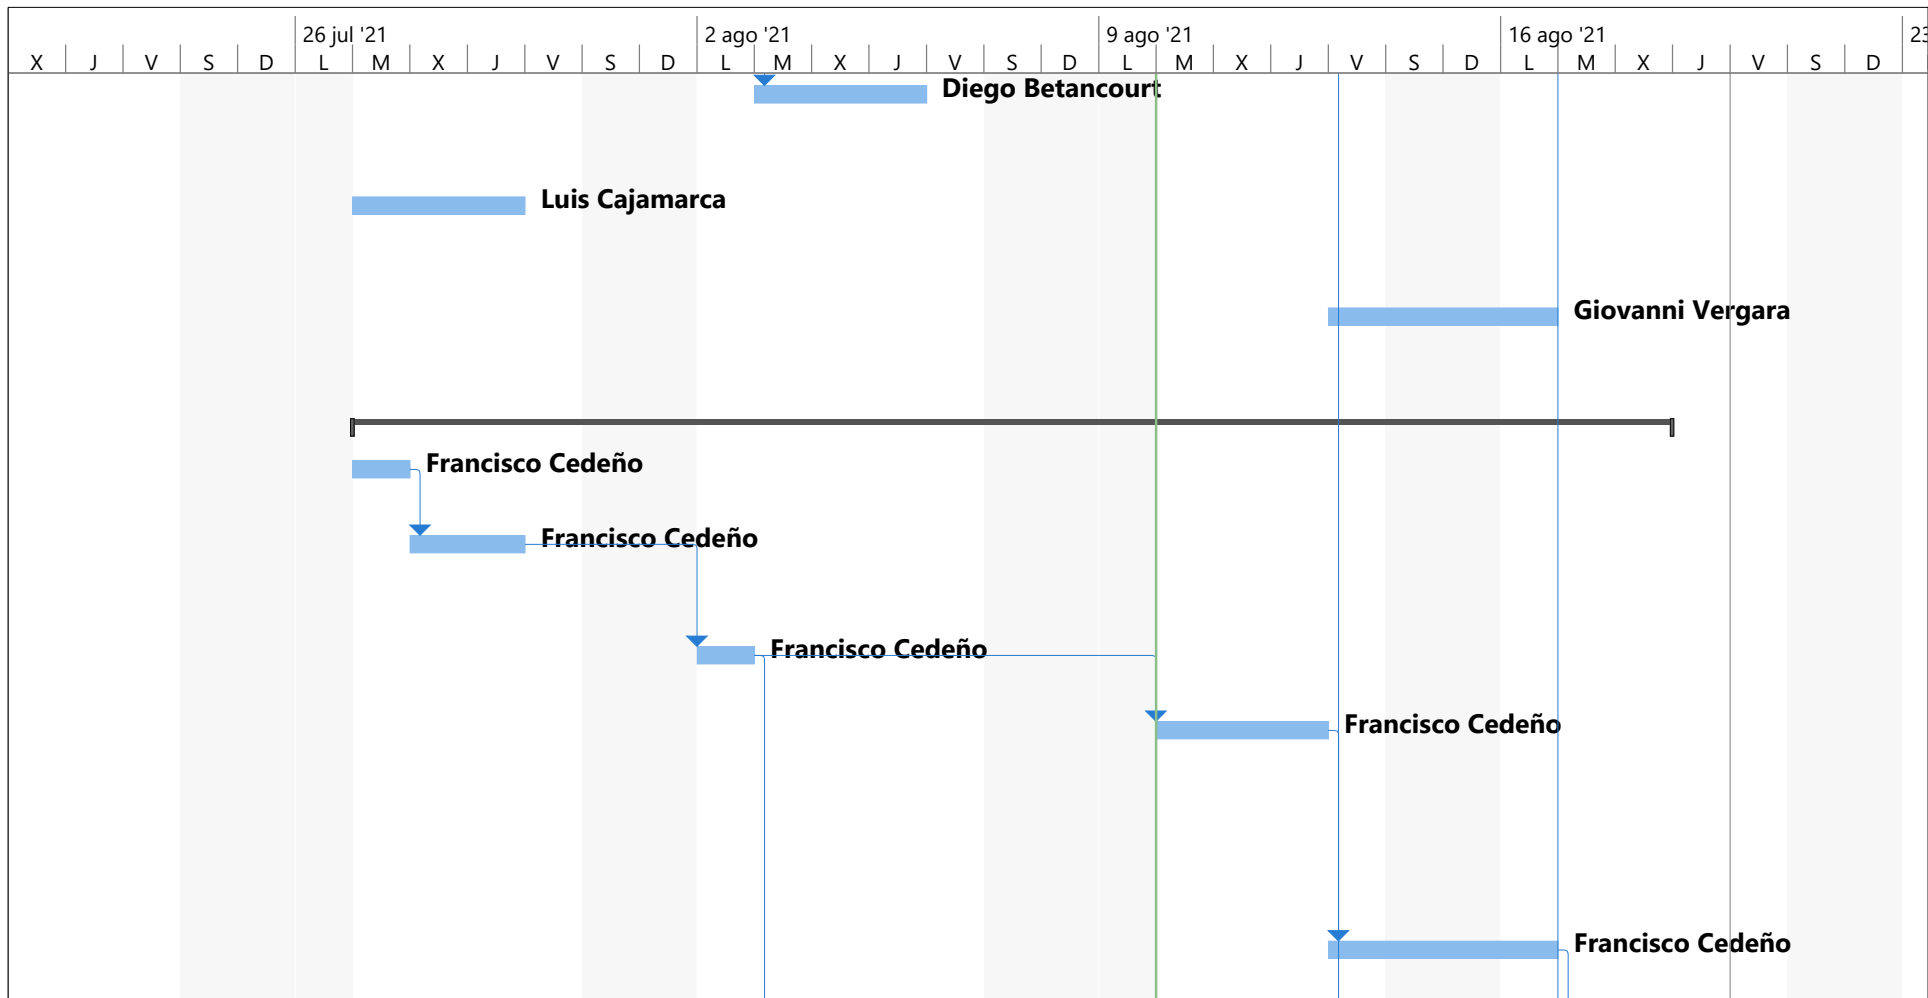 26 jul '21 2 ago '21 9 ago '21 16 ago '21 23
X J V S D L M X J V S D L M X J V S D L M X J V S D L M X J V S D
Diego Betancourt
Luis Cajamarca
Giovanni Vergara
Francisco Cedeño
Francisco Cedeño
Francisco Cedeño
Francisco Cedeño
Francisco Cedeño